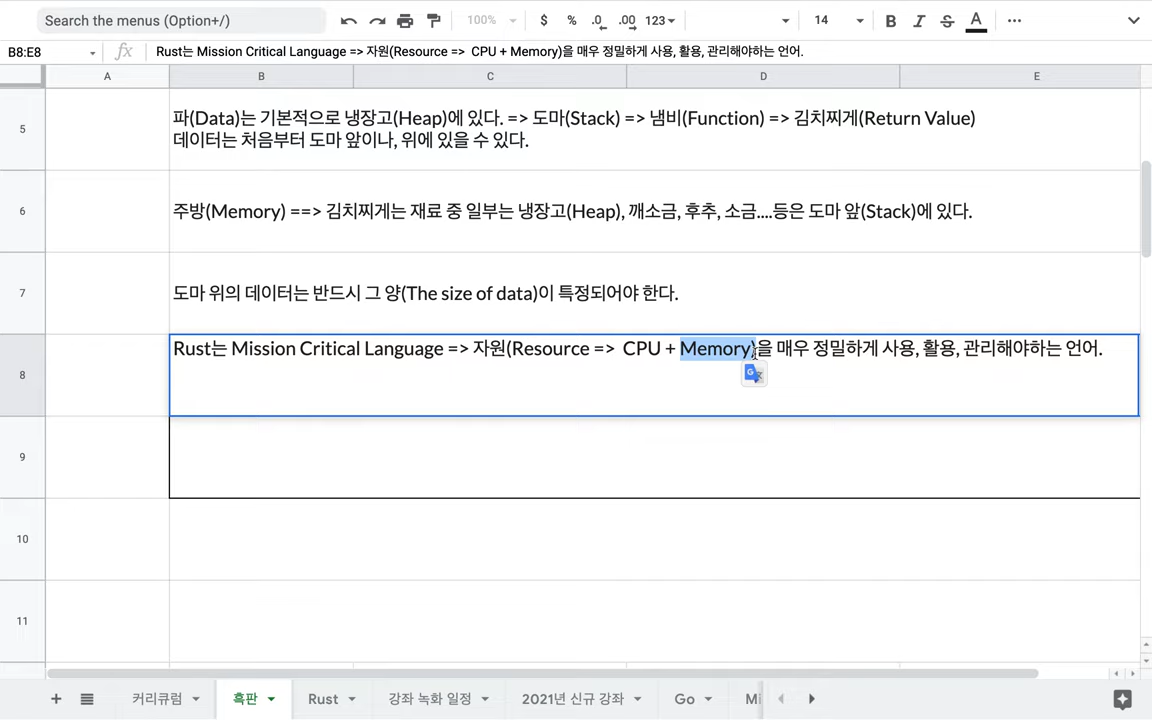 Search the menus (Option+/)
100%
$ % .0 .00 123
14
B I S A
B8:E8
fx
Rust는 Mission Critical Language => 자원(Resource => CPU + Memory)을 매우 정밀하게 사용, 활용, 관리해야하는 언어.
A B C D E
5
파(Data)는 기본적으로 냉장고(Heap)에 있다. => 도마(Stack) => 냄비(Function) => 김치찌게(Return Value)
데이터는 처음부터 도마 앞이나, 위에 있을 수 있다.
6
주방(Memory) ==> 김치찌게는 재료 중 일부는 냉장고(Heap), 깨소금, 후추, 소금....등은 도마 앞(Stack)에 있다.
7
도마 위의 데이터는 반드시 그 양(The size of data)이 특정되어야 한다.
8
Rust는 Mission Critical Language => 자원(Resource => CPU + Memory)을 매우 정밀하게 사용, 활용, 관리해야하는 언어.
9
10
11
커리큐럼 흑판 Rust 강좌 녹화 일정 2021년 신규 강좌 Go Mi